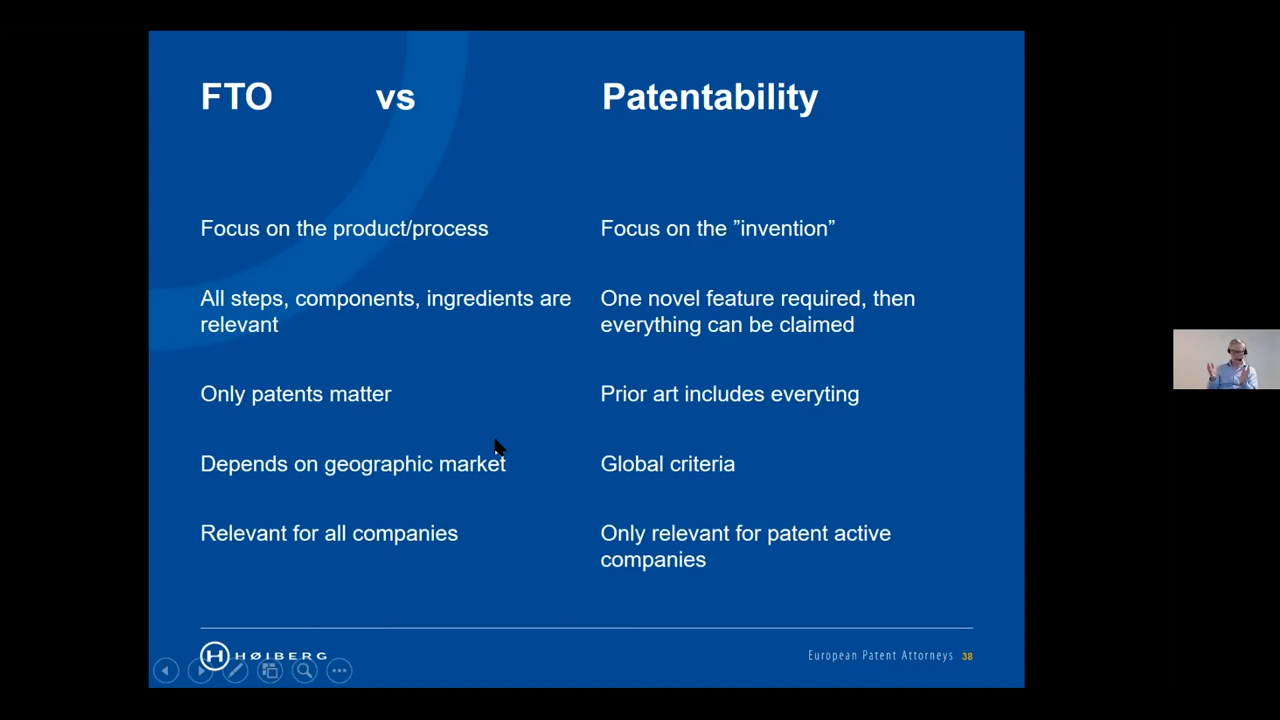 FTO vs Patentability
Focus on the product/process
Focus on the ”invention”
All steps, components, ingredients are
relevant
One novel feature required, then
everything can be claimed
Only patents matter
Prior art includes everyting
Depends on geographic market
Global criteria
Relevant for all companies
Only relevant for patent active
companies
HØIBERG
European Patent Attorneys 38